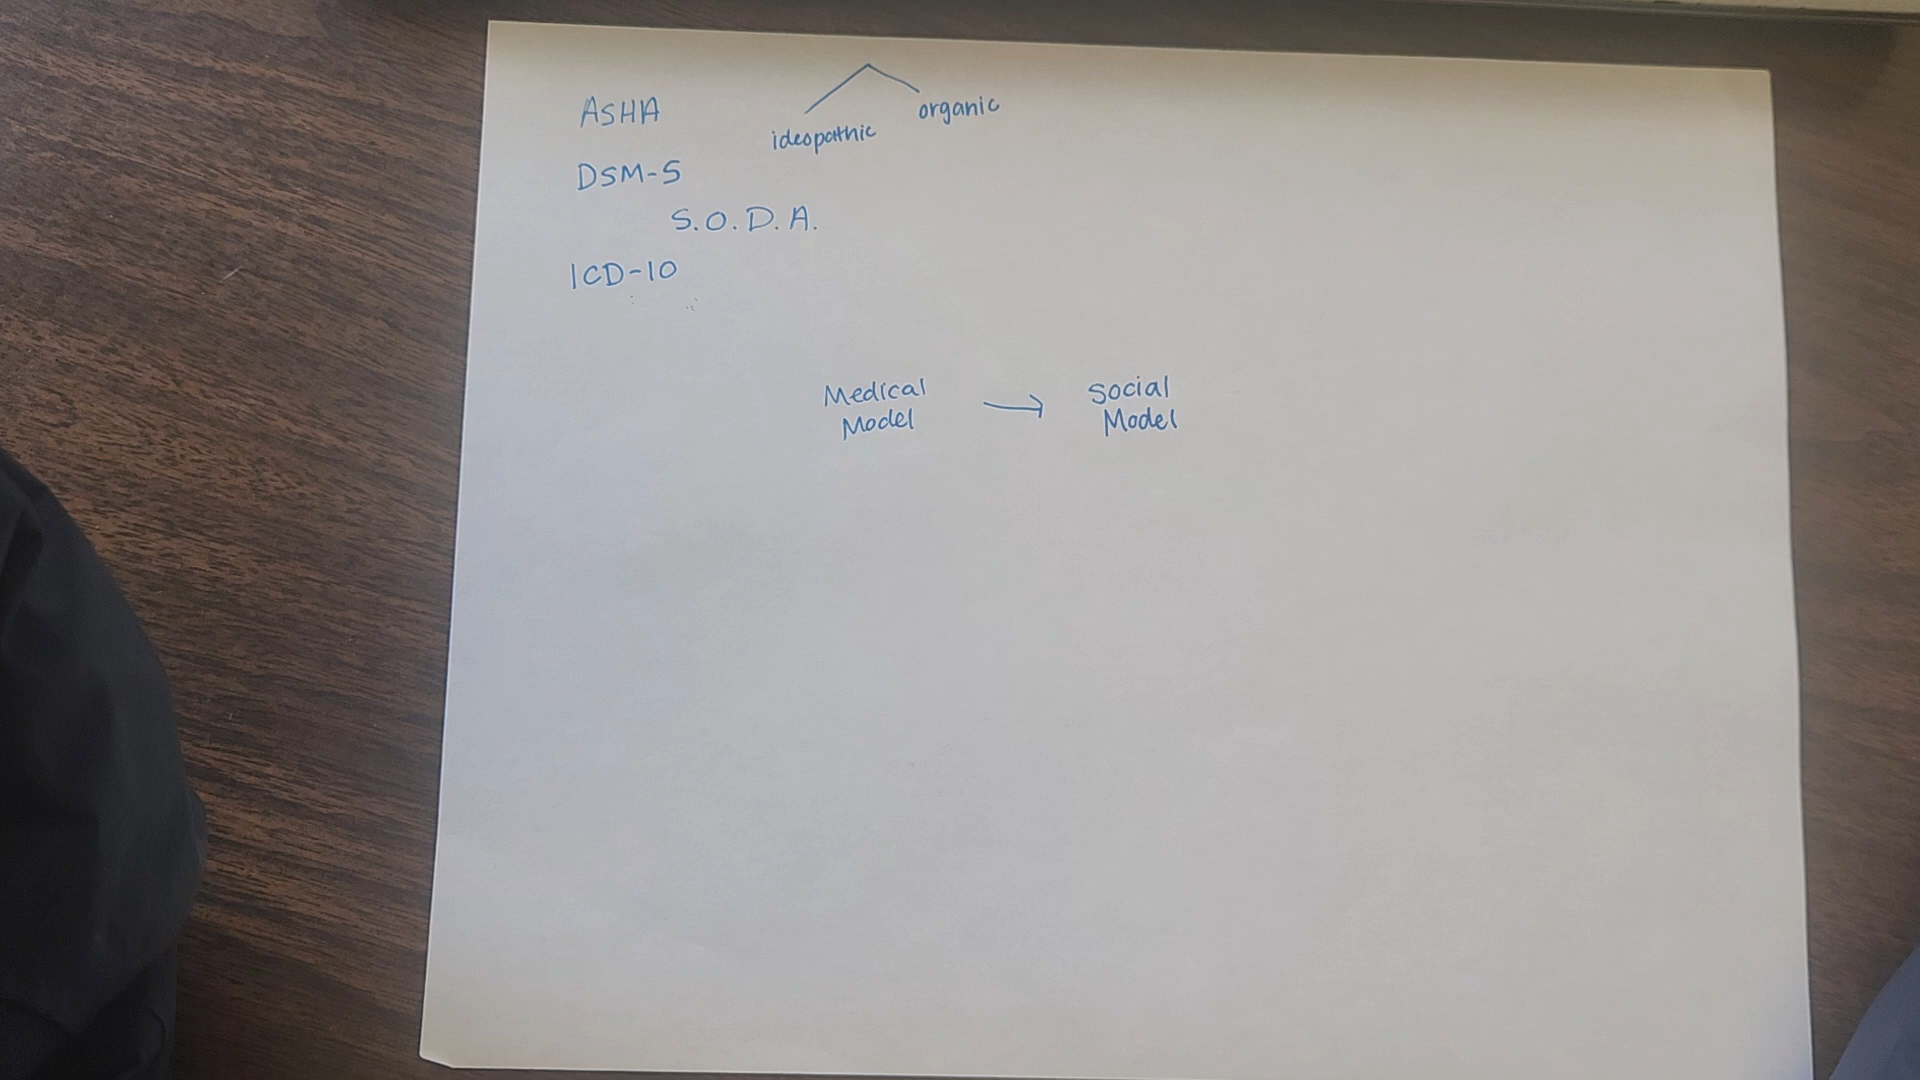 ASHA
ideopathic
organic
DSM-5
S.O.D.A.
ICD-10
Medical
Model
→
Social
Model